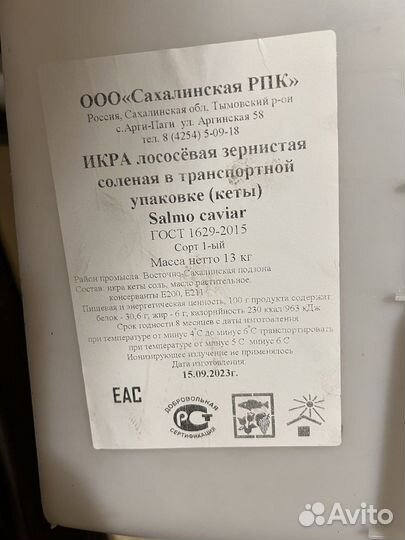 ООО«Сахалинская РПК»
Россия, Сахалинская обл, Тымовский р-он
с.Арги-Паги ул. Аргинская 58
тел. 8 (4254) 5-09-18
ИКРА лососёвая зернистая
соленая в транспортной
упаковке (кеты)
Salmo caviar
ГОСТ 1629-2015
Сорт 1-ый
Масса нетто 13 кг
Район промысла Восточно-Сахалинская подзона
Состав: икра кеты соль, масло растительное,
консерванты Е200, Е211
Пищевая и энергетическая ценность, 100 г продукта содержат:
белок - 30,6 г, жир - 6 г, калорийность 230 ккал/963 кДж
Срок годности 8 месяцев с даты изготовления
при температуре от минус 4°С до минус 6°С транспортировать
при температуре от минус 5 С минус 6°С
Ионизирующее излучение не применялось
Дата изготовления
15.09.2023г.
ЕАС
ДОБРОВОЛЬНАЯ
РСТ
СЕРТИФИКАЦИЯ
Avito